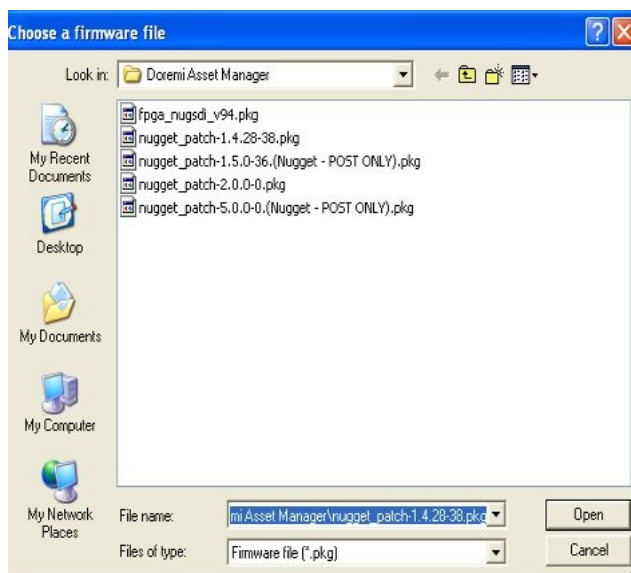 Choose a firmware file
Look in: Doremi Asset Manager
fpga_nugsdi_v94.pkg
nugget_patch-1.4.28-38.pkg
nugget_patch-1.5.0-36.(Nugget - POST ONLY).pkg
nugget_patch-2.0.0-0.pkg
nugget_patch-5.0.0-0.(Nugget - POST ONLY).pkg
My Recent
Documents
Desktop
My Documents
My Computer
My Network
Places
File name: mi Asset Manager\nugget_patch-1.4.28-38.pkg Open
Files of type: Firmware file (*.pkg) Cancel